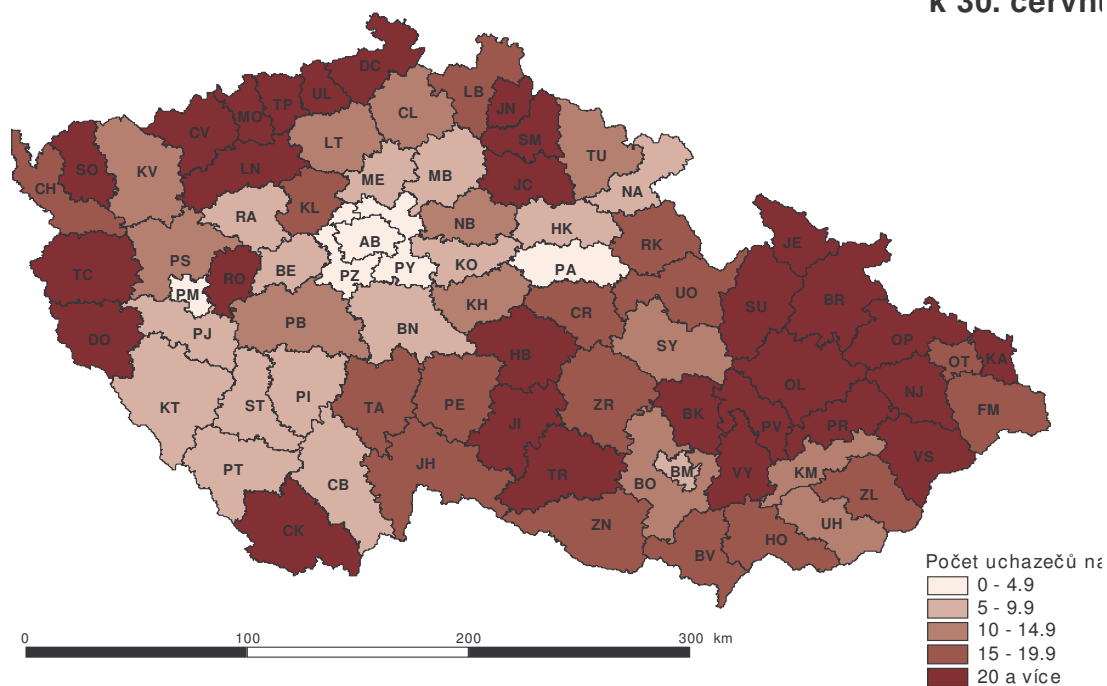 k 30. červnu
DC
LB
UL
TP
JN
MO
CL
CV
SM
LT
TU
LN
SO
KV
MB
JC
ME
CH
NA
RA
KL
NB
HK
AB
RK
PS
KO
BE
PY
PA
JE
TC
RO
PZ
PM
UO
BR
KH
SU
CR
PB
BN
PJ
DO
OP
SY
HB
OT
KA
OL
NJ
PI
KT
ST
TA
PE
ZR
FM
BK
JI
PV
PR
VS
JH
PT
BM
VY
KM
TR
CB
BO
ZL
ZN
UH
CK
HO
BV
Počet uchazečů na
0 - 4.9
5 - 9.9
10 - 14.9
15 - 19.9
20 a více
0 100 200 300 km